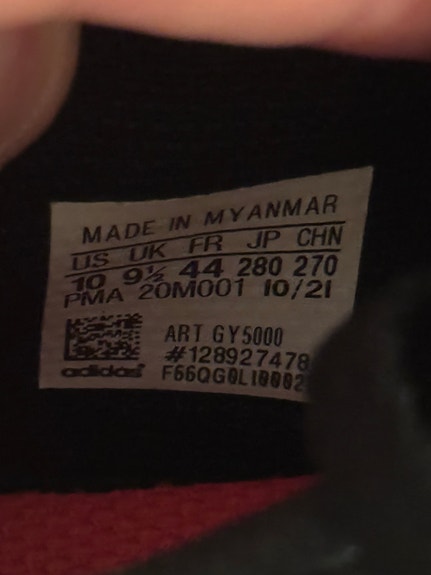 MADE IN MYANMAR
US UK FR JP CHN
10 9½ 44 280 270
PMA 20M001 10/21
ART GY5000
#128927478
adidas F66QG0LI0002